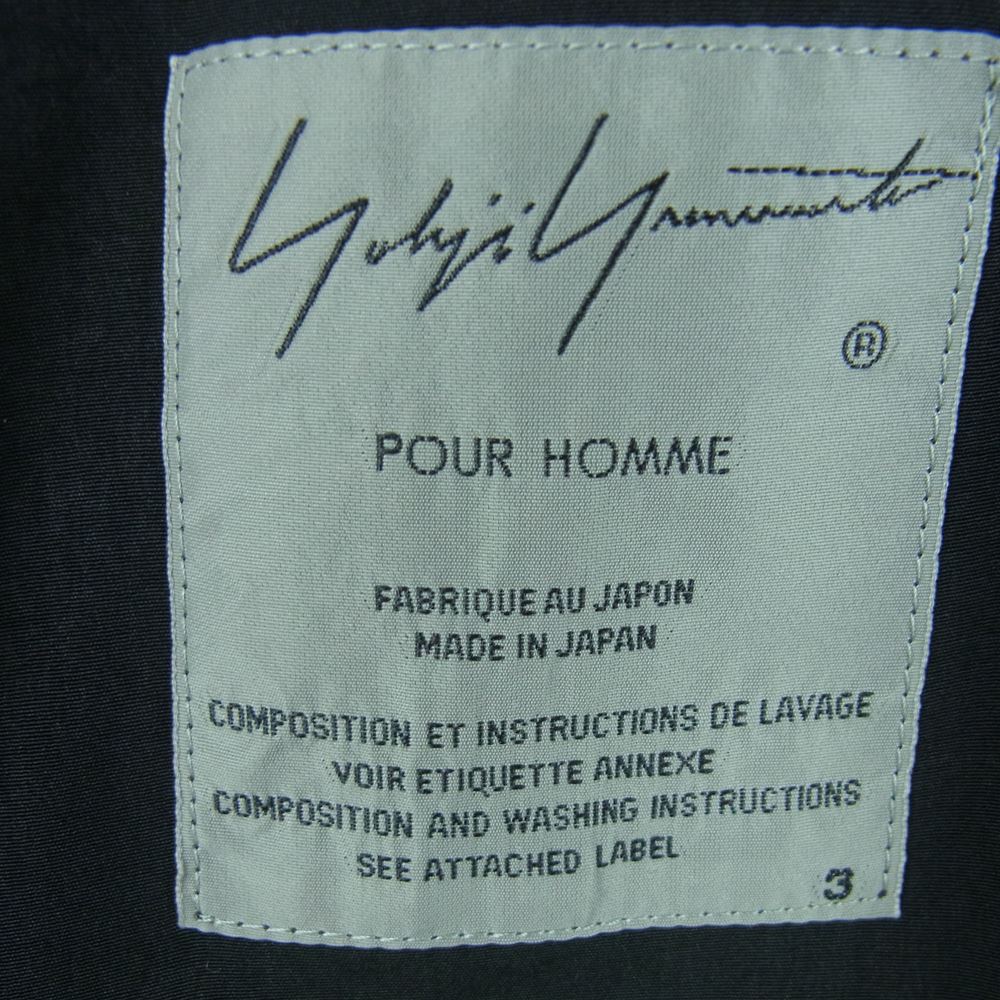 Yohji Yamamoto
®
POUR HOMME
FABRIQUE AU JAPON
MADE IN JAPAN
COMPOSITION ET INSTRUCTIONS DE LAVAGE
VOIR ETIQUETTE ANNEXE
COMPOSITION AND WASHING INSTRUCTIONS
SEE ATTACHED LABEL
3